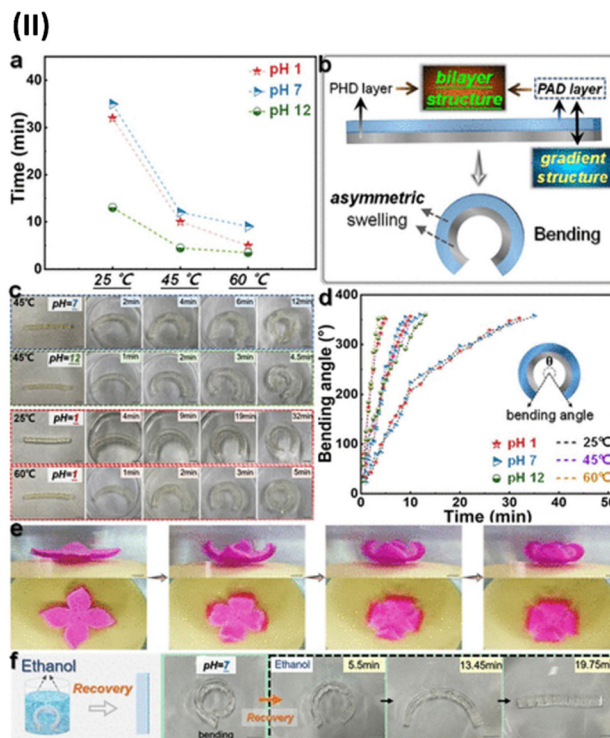 (II)
a
40
30
20
10
0
Time (min)
pH 1
pH 7
pH 12
25 ℃
45 ℃
60 ℃
b
PHD layer
bilayer
structure
PAD layer
gradient
structure
asymmetric
swelling
Bending
c
45℃
pH=7
2min
4min
6min
12min
45℃
pH=12
1min
2min
3min
4.5min
25℃
pH=1
4min
9min
19min
32min
60℃
pH=1
1min
2min
3min
5min
d
400
300
200
100
0
Bending angle (°)
θ
bending angle
pH 1
pH 7
pH 12
25℃
45℃
60℃
0 10 20 30 40 50
Time (min)
e
f
Ethanol
Recovery
pH=7
bending
Recovery
Ethanol
5.5min
13.45min
19.75min